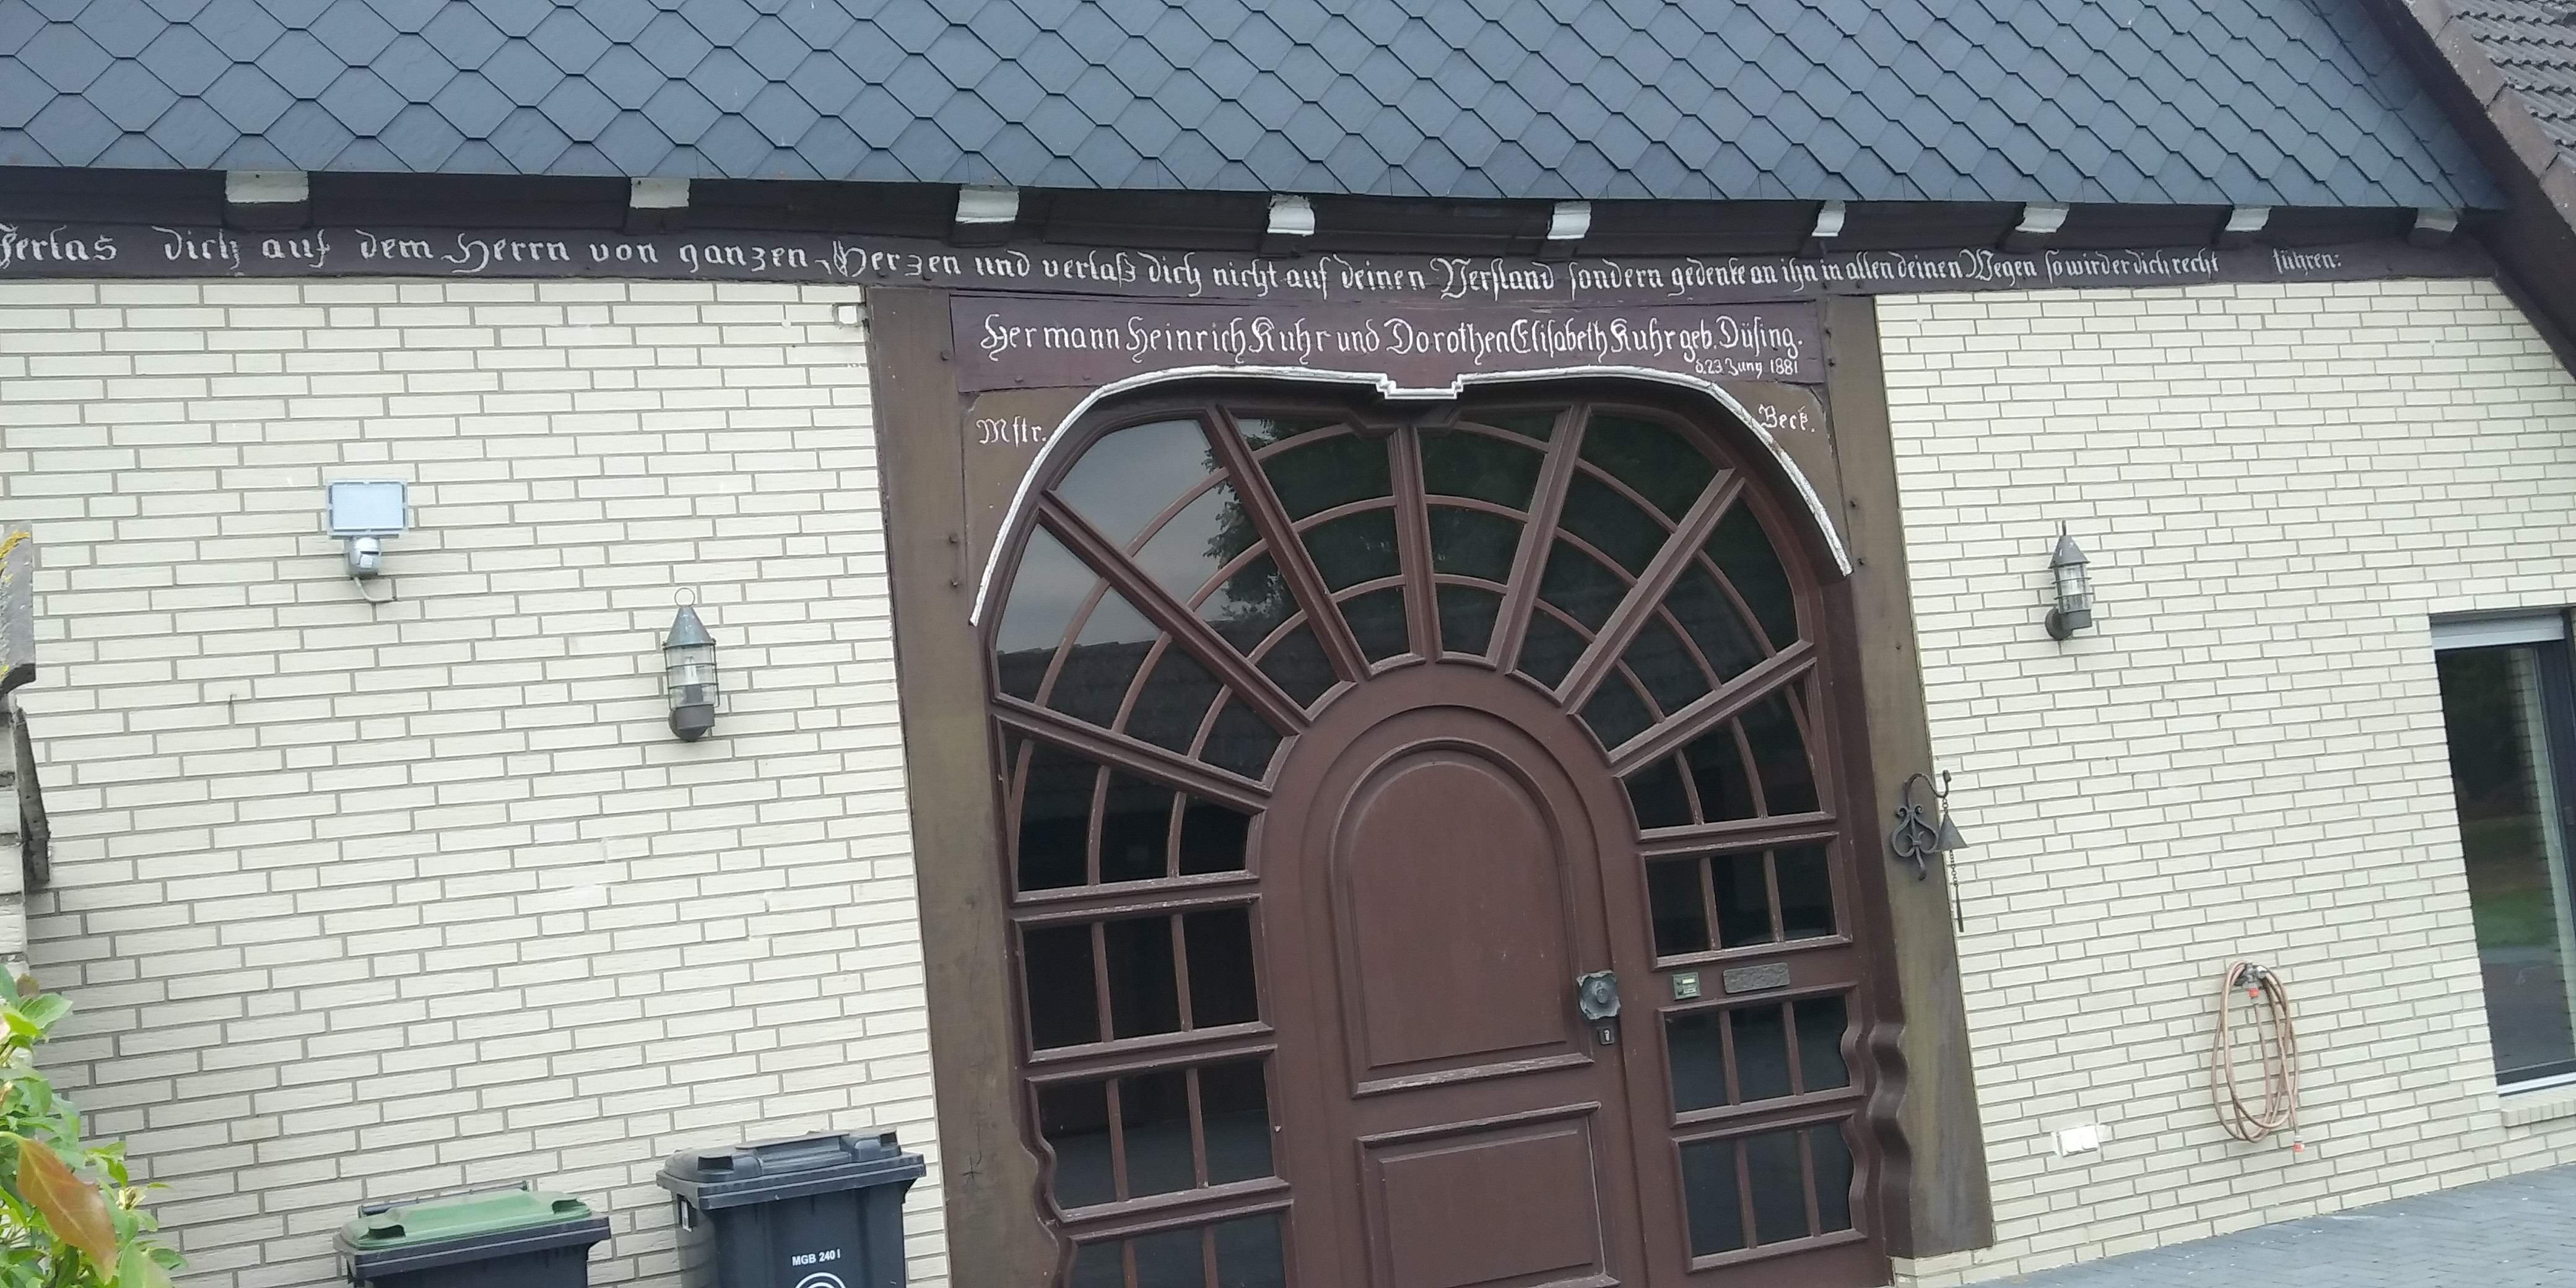 Verlas dich auf dem Herrn von ganzen Herzen und verlaß dich nicht auf deinen Verstand sondern gedenke an ihn in allen deinen Wegen so wird er dich recht führen:
Hermann Heinrich Kuhr und Dorothea Elisabeth Kuhr geb. Düsing.
d. 23 Juny 1881
Mstr. Beck.
MGB 240 l